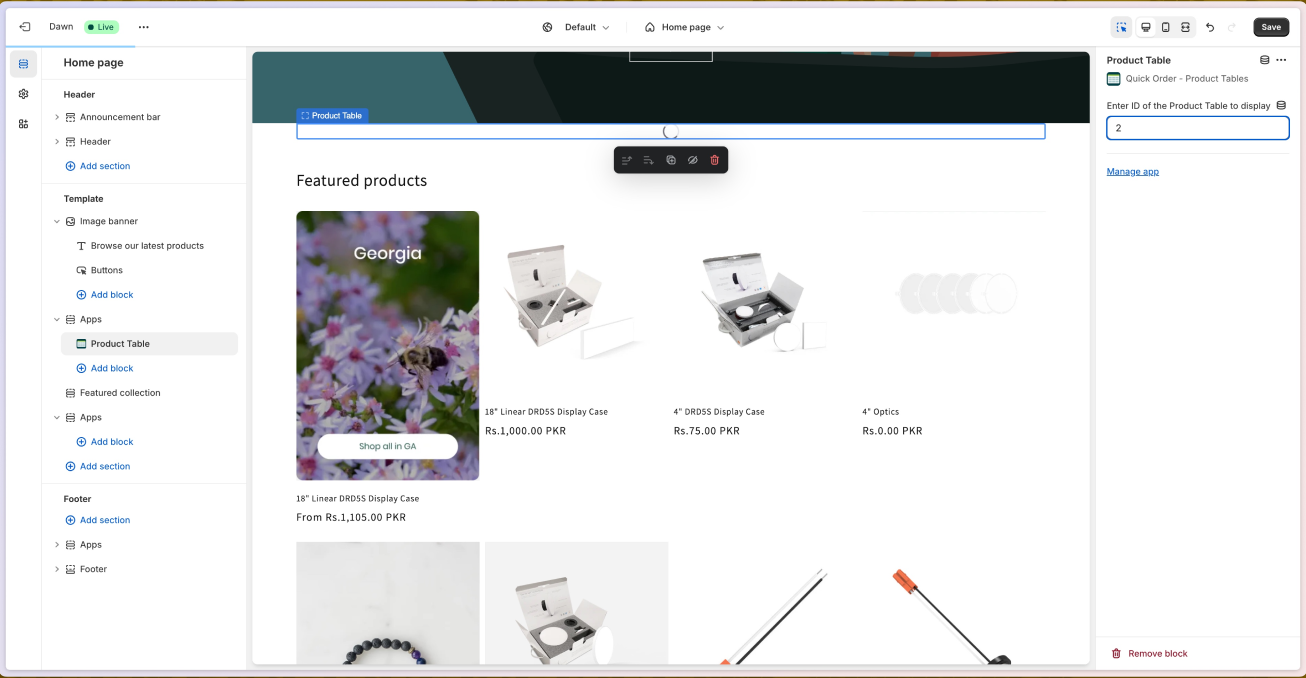 Dawn
Live
Default
Home page
Save
Home page
Header
Announcement bar
Header
Add section
Template
Image banner
Browse our latest products
Buttons
Add block
Apps
Product Table
Add block
Featured collection
Apps
Add block
Add section
Footer
Add section
Apps
Footer
Product Table
Featured products
Georgia
Shop all in GA
18" Linear DRD5S Display Case
From Rs.1,105.00 PKR
18" Linear DRD5S Display Case
Rs.1,000.00 PKR
4" DRD5S Display Case
Rs.75.00 PKR
4" Optics
Rs.0.00 PKR
Product Table
Quick Order - Product Tables
Enter ID of the Product Table to display
2
Manage app
Remove block